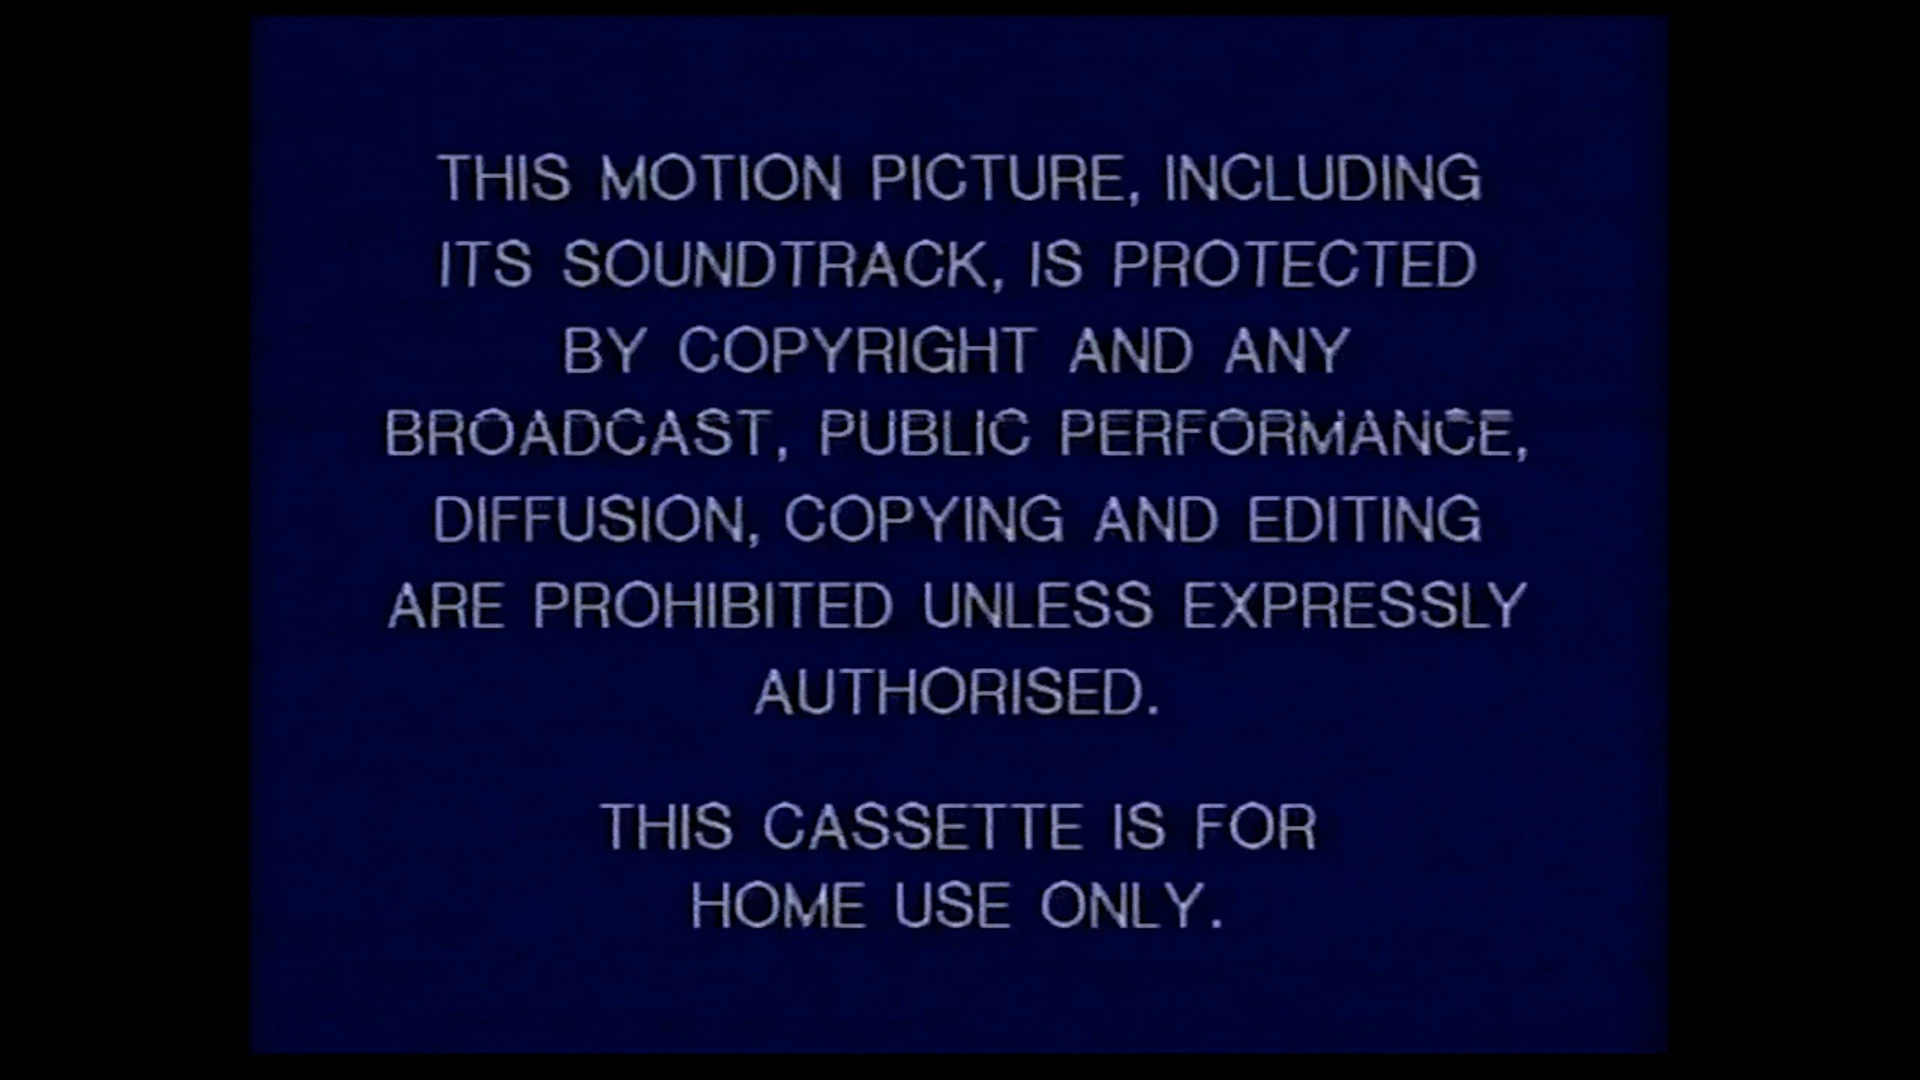 THIS MOTION PICTURE, INCLUDING
ITS SOUNDTRACK, IS PROTECTED
BY COPYRIGHT AND ANY
BROADCAST, PUBLIC PERFORMANCE,
DIFFUSION, COPYING AND EDITING
ARE PROHIBITED UNLESS EXPRESSLY
AUTHORISED.
THIS CASSETTE IS FOR
HOME USE ONLY.